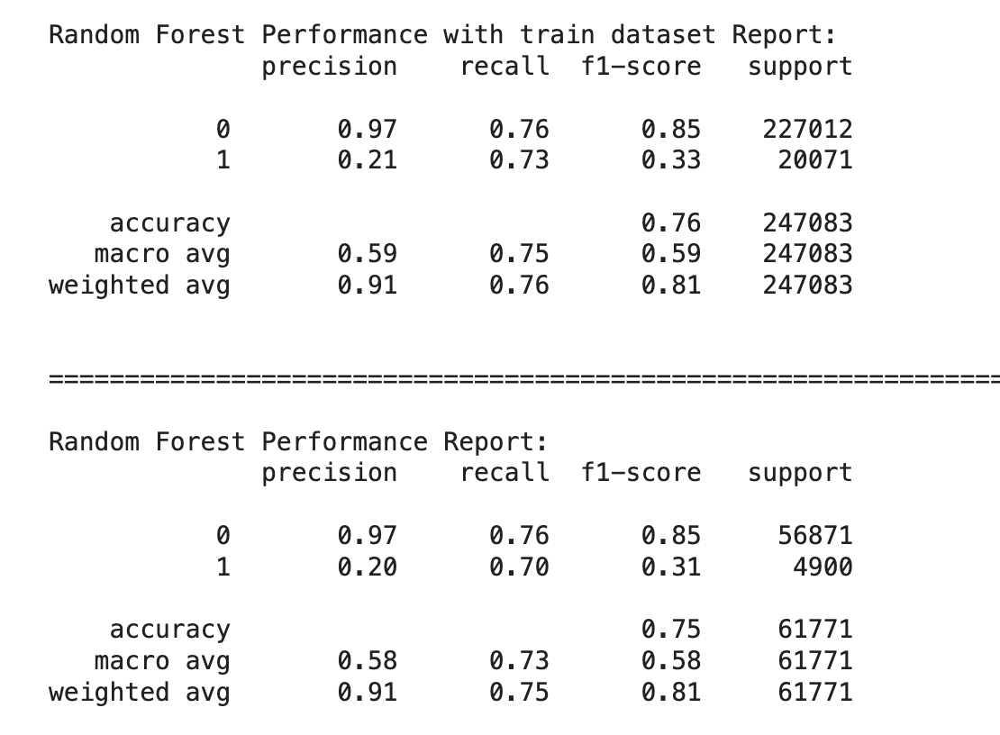 Random Forest Performance with train dataset Report:
precision recall f1-score support
0 0.97 0.76 0.85 227012
1 0.21 0.73 0.33 20071
accuracy 0.76 247083
macro avg 0.59 0.75 0.59 247083
weighted avg 0.91 0.76 0.81 247083
===============================================================
Random Forest Performance Report:
precision recall f1-score support
0 0.97 0.76 0.85 56871
1 0.20 0.70 0.31 4900
accuracy 0.75 61771
macro avg 0.58 0.73 0.58 61771
weighted avg 0.91 0.75 0.81 61771